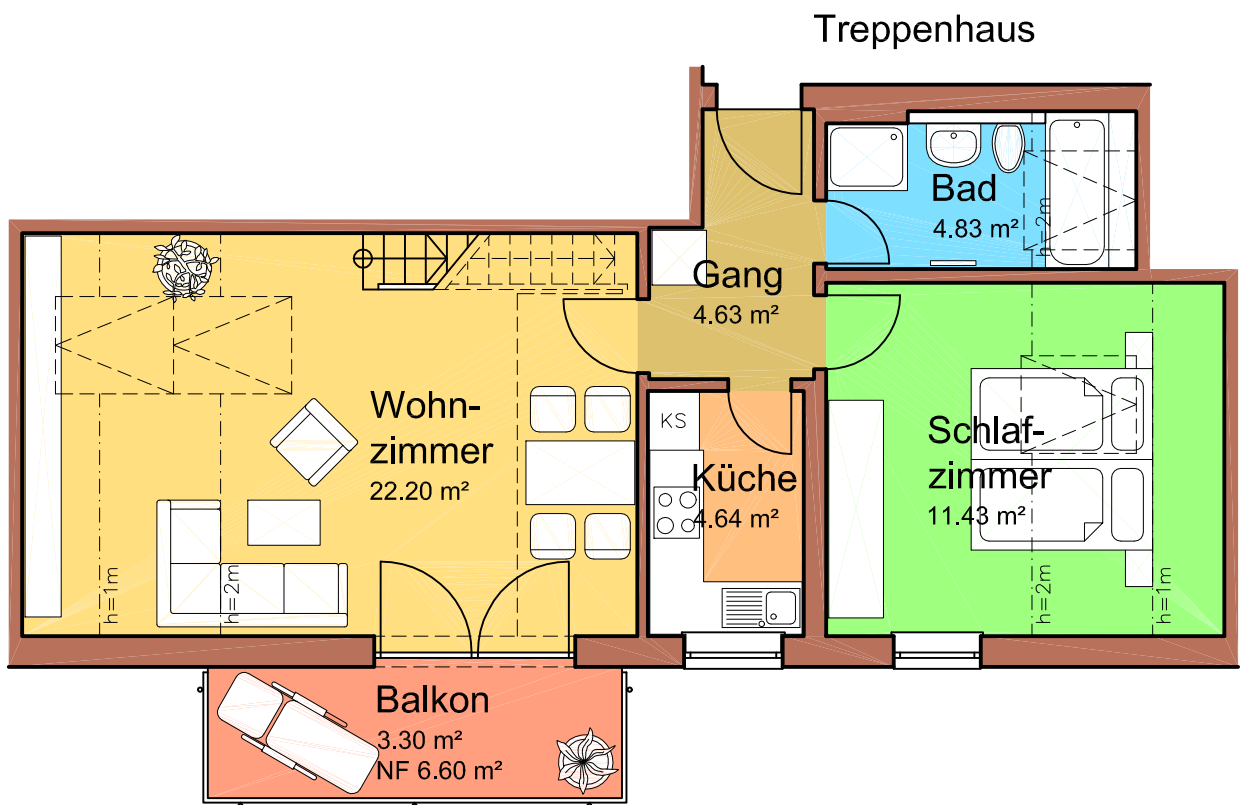 Treppenhaus
Bad
4.83 m²
h=2m
Gang
4.63 m²
Wohn-
zimmer
22.20 m²
KS
Küche
4.64 m²
Schlaf-
zimmer
11.43 m²
h=1m
h=2m
h=2m
h=1m
Balkon
3.30 m²
NF 6.60 m²